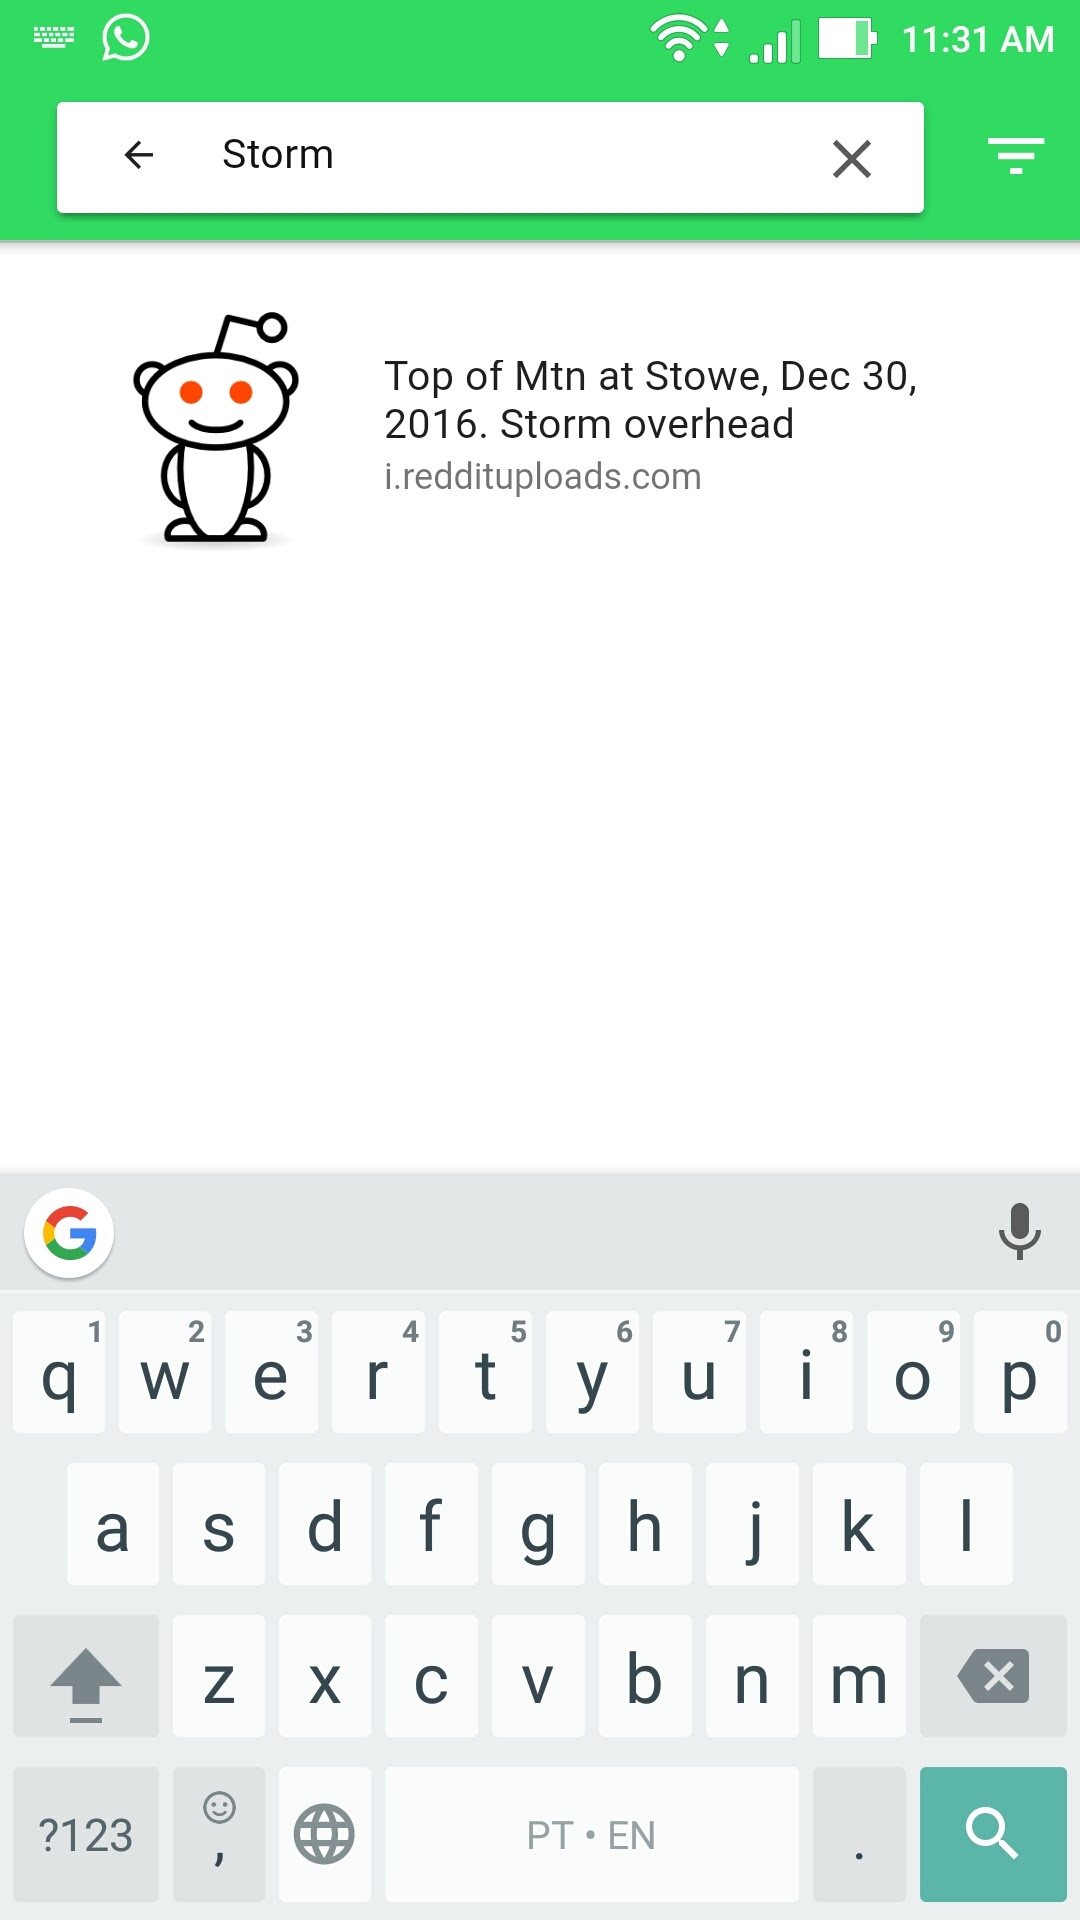 11:31 AM
Storm
Top of Mtn at Stowe, Dec 30,
2016. Storm overhead
i.reddituploads.com
G
1 2 3 4 5 6 7 8 9 0
q w e r t y u i o p
a s d f g h j k l
z x c v b n m
?123 , PT • EN .